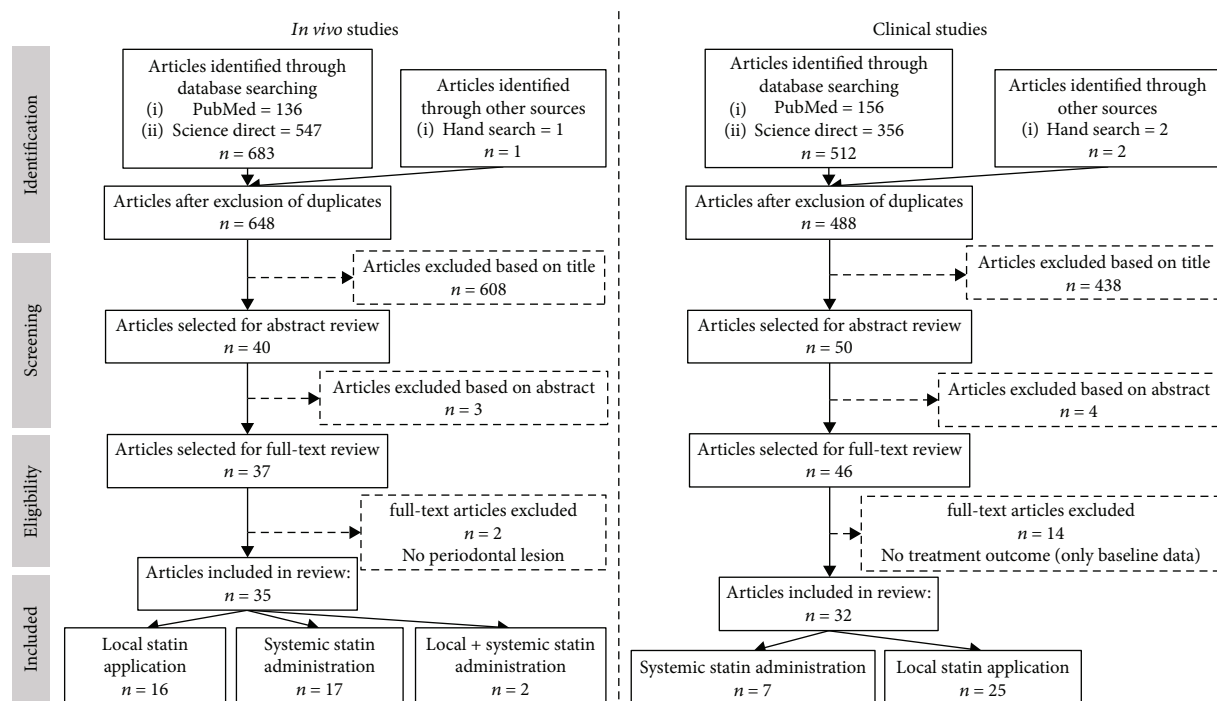 In vivo studies
Articles identified through
database searching
(i) PubMed = 136
(ii) Science direct = 547
n = 683
Articles identified
through other sources
(i) Hand search = 1
n = 1
Articles after exclusion of duplicates
n = 648
Articles excluded based on title
n = 608
Articles selected for abstract review
n = 40
Articles excluded based on abstract
n = 3
Articles selected for full-text review
n = 37
full-text articles excluded
n = 2
No periodontal lesion
Articles included in review:
n = 35
Local statin
application
n = 16
Systemic statin
administration
n = 17
Local + systemic statin
administration
n = 2
Clinical studies
Articles identified through
database searching
(i) PubMed = 156
(ii) Science direct = 356
n = 512
Articles identified through
other sources
(i) Hand search = 2
n = 2
Articles after exclusion of duplicates
n = 488
Articles excluded based on title
n = 438
Articles selected for abstract review
n = 50
Articles excluded based on abstract
n = 4
Articles selected for full-text review
n = 46
full-text articles excluded
n = 14
No treatment outcome (only baseline data)
Articles included in review:
n = 32
Systemic statin administration
n = 7
Local statin application
n = 25
Identification
Screening
Eligibility
Included